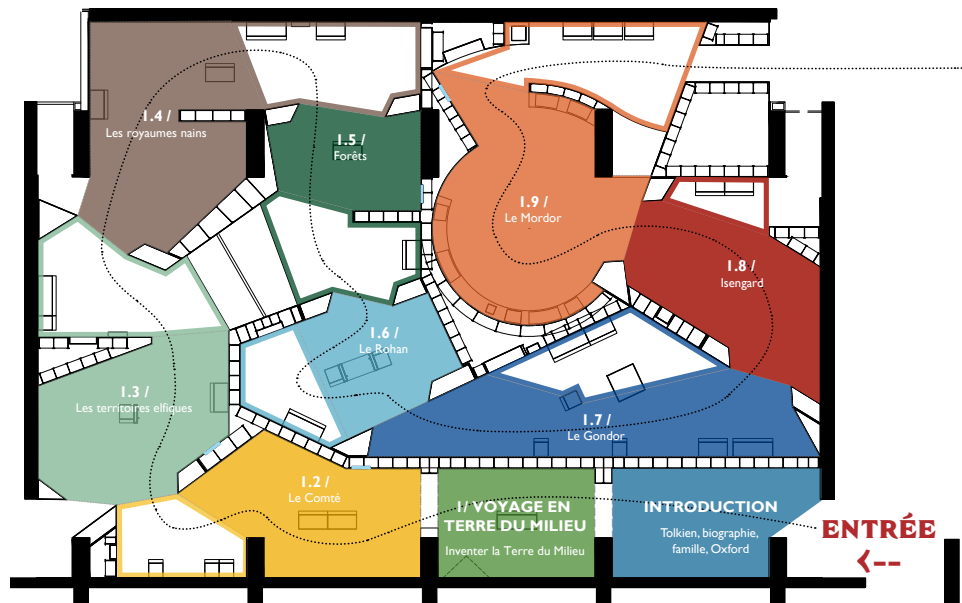 1.4 /
Les royaumes nains
1.5 /
Forêts
1.9 /
Le Mordor
1.8 /
Isengard
1.6 /
Le Rohan
1.3 /
Les territoires elfiques
1.7 /
Le Gondor
1.2 /
Le Comté
1/ VOYAGE EN
TERRE DU MILIEU
Inventer la Terre du Milieu
INTRODUCTION
Tolkien, biographie,
famille, Oxford
ENTRÉE
<--